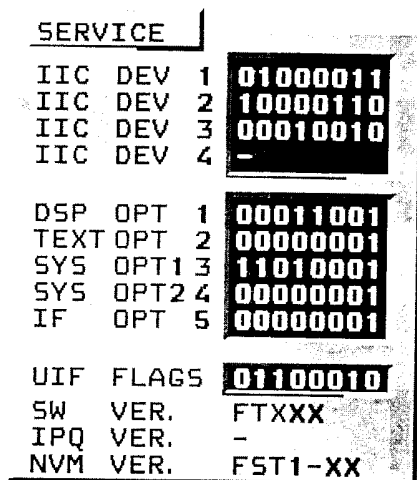 SERVICE
IIC DEV 1 01000011
IIC DEV 2 10000110
IIC DEV 3 00010010
IIC DEV 4 -
DSP OPT 1 00011001
TEXT OPT 2 00000001
SYS OPT1 3 11010001
SYS OPT2 4 00000001
IF OPT 5 00000001
UIF FLAGS 01100010
SW VER. FTXXX
IPQ VER. -
NVM VER. FST1-XX